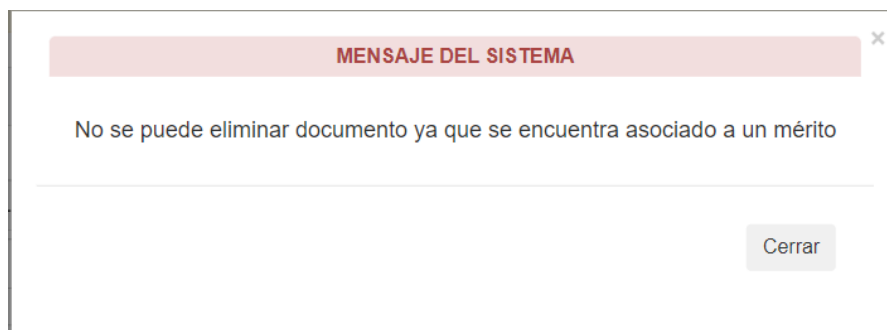 ×
MENSAJE DEL SISTEMA
No se puede eliminar documento ya que se encuentra asociado a un mérito
Cerrar